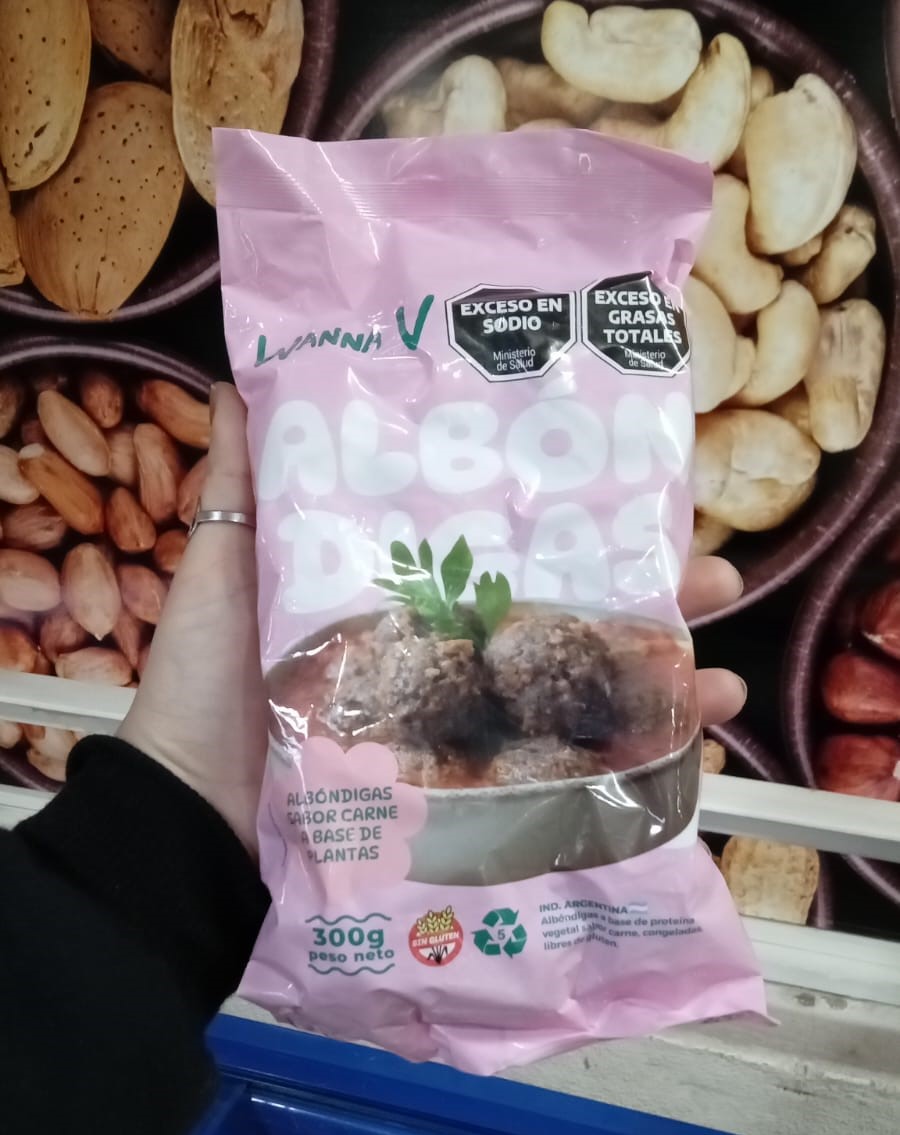 WANNA V
EXCESO EN
SODIO
Ministerio
de Salud
EXCESO EN
GRASAS
TOTALES
Ministerio
de Salud
ALBÓN
DIGAS
ALBÓNDIGAS
SABOR CARNE
A BASE DE
PLANTAS
300g
peso neto
SIN GLUTEN
5
IND. ARGENTINA
Albóndigas a base de proteína
vegetal sabor carne, congeladas
libres de gluten.